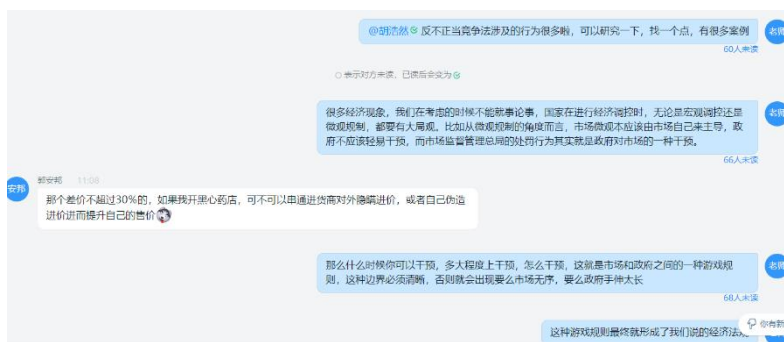 @胡浩然 反不正当竞争法涉及的行为很多啦，可以研究一下，找一个点，有很多案例
老师
60人未读
表示对方未读，已读后会变为
很多经济现象，我们在考虑的时候不能就事论事，国家在进行经济调控时，无论是宏观调控还是
微观规制，都要有大局观。比如从微观规制的角度而言，市场微观本应该由市场自己来主导，政
府不应该轻易干预，而市场监督管理总局的处罚行为其实就是政府对市场的一种干预。
老师
66人未读
郭安邦 11:08
安邦
那个差价不超过30%的，如果我开黑心药店，可不可以串通进货商对外隐瞒进价，或者自己伪造
进价进而提升自己的售价
那么什么时候你可以干预，多大程度上干预，怎么干预，这就是市场和政府之间的一种游戏规
则，这种边界必须清晰，否则就会出现要么市场无序，要么政府手伸太长
老师
68人未读
这种游戏规则最终就形成了我们说的经济法
你有新